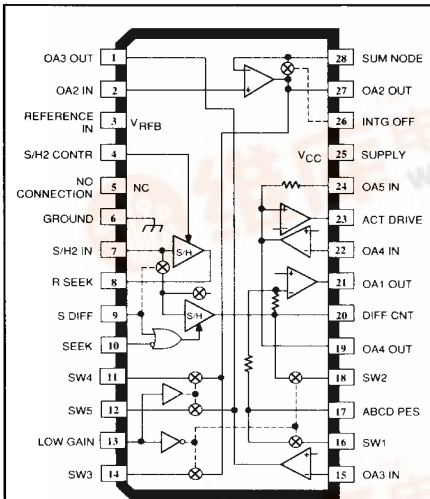 OA3 OUT 1
OA2 IN 2
REFERENCE
IN 3 VRFB
S/H2 CONTR 4
NO
CONNECTION 5 NC
GROUND 6
S/H2 IN 7
R SEEK 8
S DIFF 9
SEEK 10
SW4 11
SW5 12
LOW GAIN 13
SW3 14
S/H
S/H
28 SUM NODE
27 OA2 OUT
26 INTG OFF
VCC 25 SUPPLY
24 OA5 IN
23 ACT DRIVE
22 OA4 IN
21 OA1 OUT
20 DIFF CNT
19 OA4 OUT
18 SW2
17 ABCD PES
16 SW1
15 OA3 IN